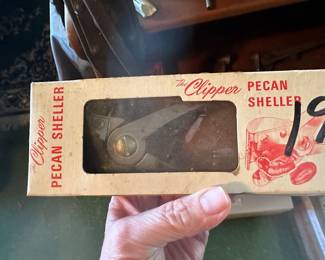 The Clipper
PECAN SHELLER
The Clipper PECAN
SHELLER
19